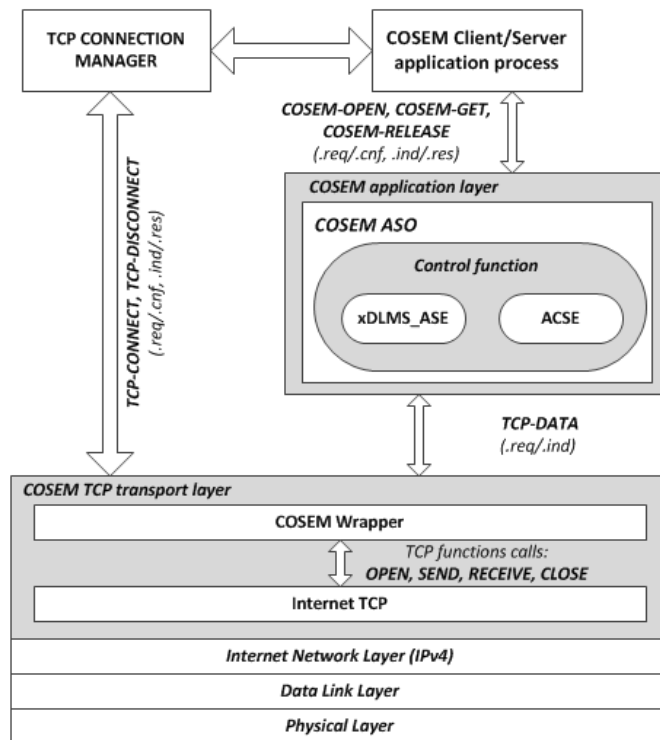 TCP CONNECTION
MANAGER
COSEM Client/Server
application process
COSEM-OPEN, COSEM-GET,
COSEM-RELEASE
(.req/.cnf, .ind/.res)
TCP-CONNECT, TCP-DISCONNECT
(.req/.cnf, .ind/.res)
COSEM application layer
COSEM ASO
Control function
xDLMS_ASE
ACSE
TCP-DATA
(.req/.ind)
COSEM TCP transport layer
COSEM Wrapper
TCP functions calls:
OPEN, SEND, RECEIVE, CLOSE
Internet TCP
Internet Network Layer (IPv4)
Data Link Layer
Physical Layer